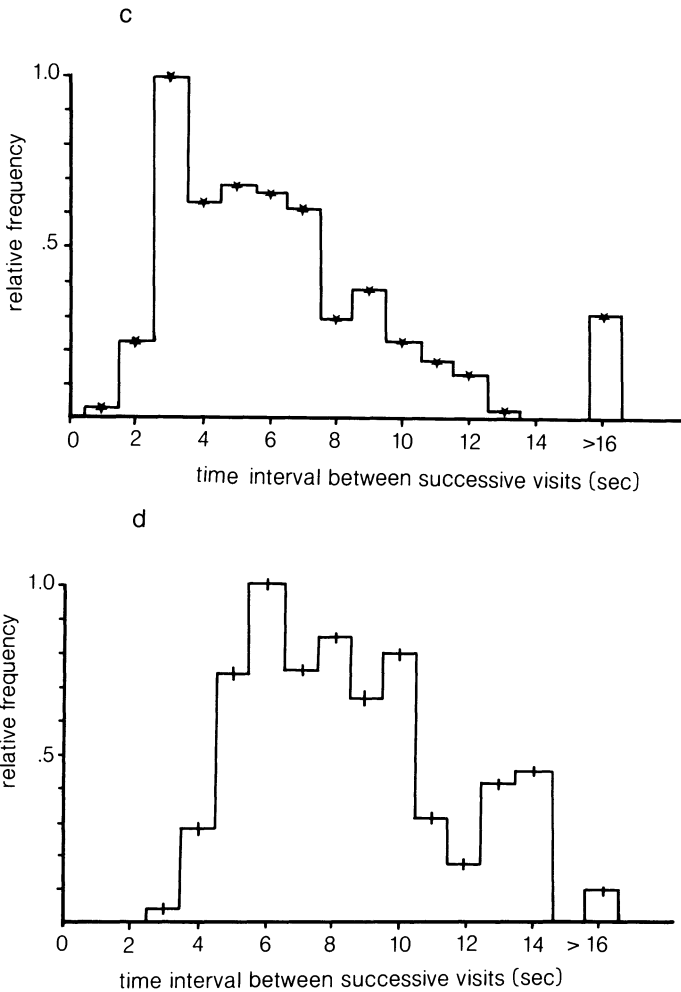 c
1.0
.5
relative frequency
0 2 4 6 8 10 12 14 >16
time interval between successive visits (sec)
d
1.0
.5
relative frequency
0 2 4 6 8 10 12 14 > 16
time interval between successive visits (sec)